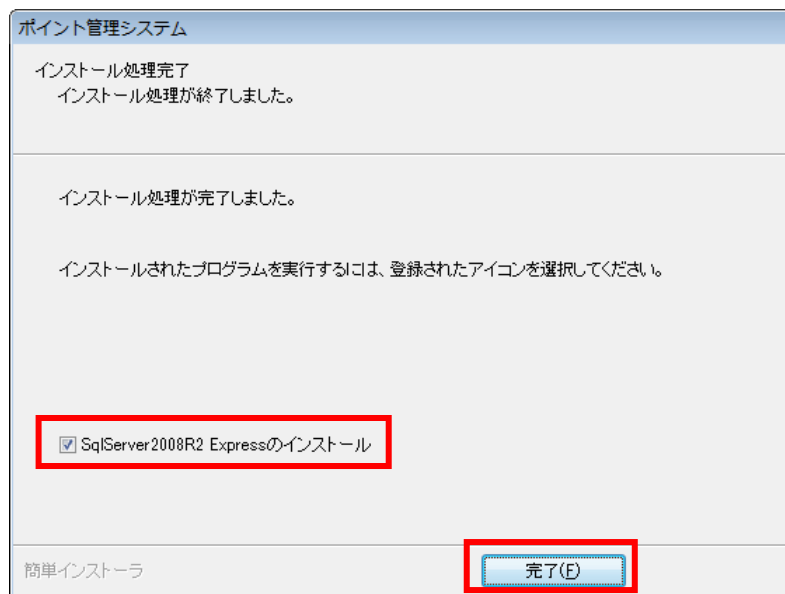 ポイント管理システム
インストール処理完了
インストール処理が終了しました。
インストール処理が完了しました。
インストールされたプログラムを実行するには、登録されたアイコンを選択してください。
SqlServer2008R2 Expressのインストール
簡単インストーラ
完了(F)